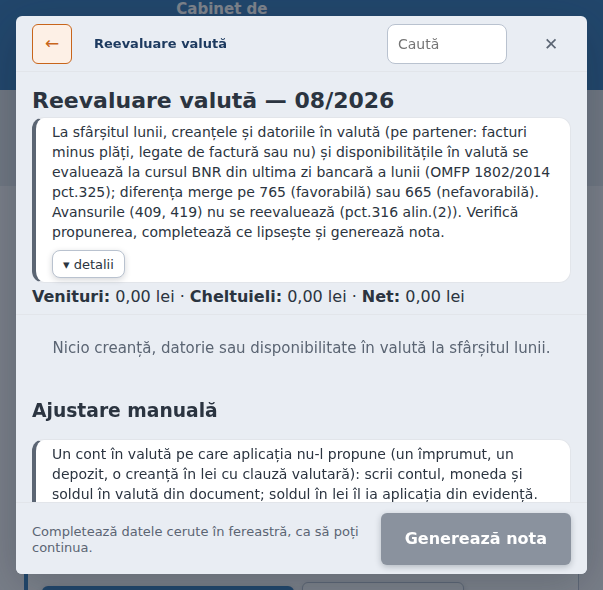 Cabinet de
←
Reevaluare valută
Caută
✕
Reevaluare valută — 08/2026
La sfârșitul lunii, creanțele și datoriile în valută (pe partener: facturi
minus plăți, legate de factură sau nu) și disponibilitățile în valută se
evaluează la cursul BNR din ultima zi bancară a lunii (OMFP 1802/2014
pct.325); diferența merge pe 765 (favorabilă) sau 665 (nefavorabilă).
Avansurile (409, 419) nu se reevaluează (pct.316 alin.(2)). Verifică
propunerea, completează ce lipsește și generează nota.
▾ detalii
Venituri: 0,00 lei · Cheltuieli: 0,00 lei · Net: 0,00 lei
Nicio creanță, datorie sau disponibilitate în valută la sfârșitul lunii.
Ajustare manuală
Un cont în valută pe care aplicația nu-l propune (un împrumut, un
depozit, o creanță în lei cu clauză valutară): scrii contul, moneda și
soldul în valută din document; soldul în lei îl ia aplicația din evidență.
Completează datele cerute în fereastră, ca să poți
continua.
Generează nota